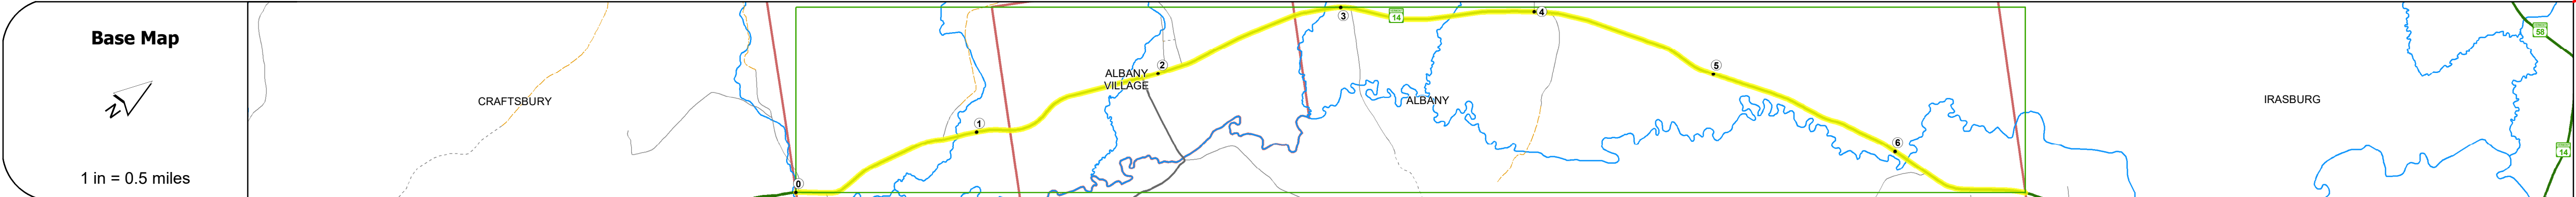 Base Map
N
1 in = 0.5 miles
CRAFTSBURY
0
1
ALBANY
VILLAGE
2
3
14
4
ALBANY
5
6
IRASBURG
58
14